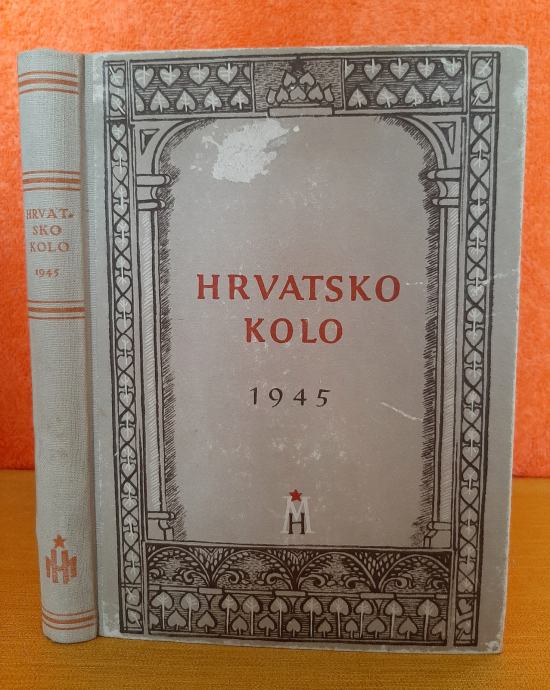 HRVAT-
SKO
KOLO
1945
HRVATSKO
KOLO
1945
MH
MH